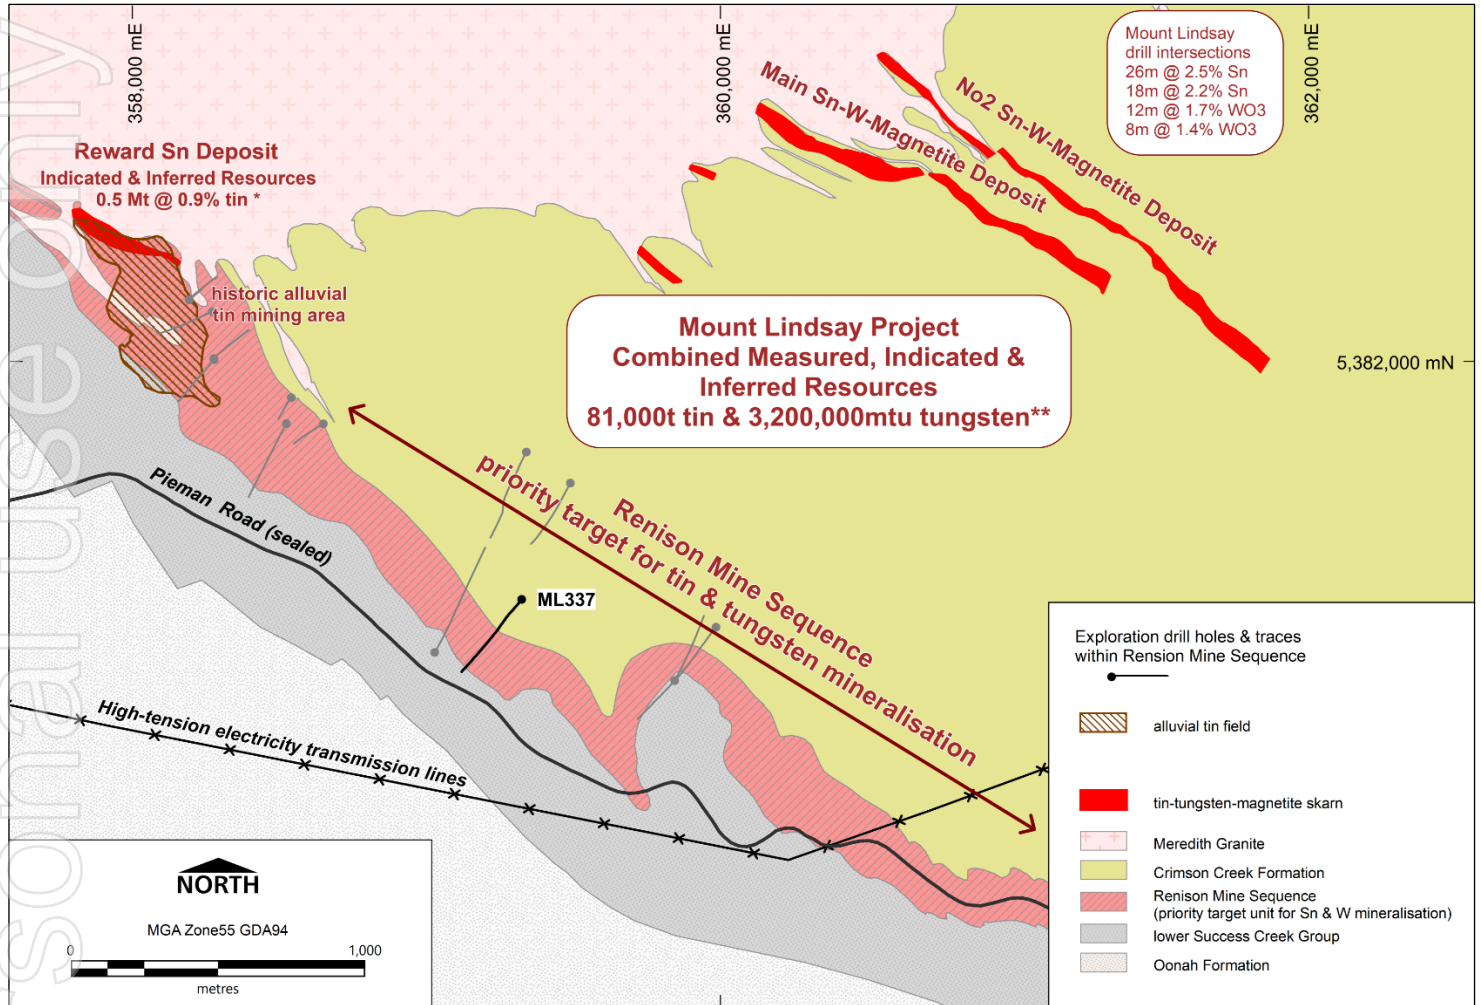 358,000 mE
360,000 mE
362,000 mE
Mount Lindsay
drill intersections
26m @ 2.5% Sn
18m @ 2.2% Sn
12m @ 1.7% WO3
8m @ 1.4% WO3
Main Sn-W-Magnetite Deposit
No2 Sn-W-Magnetite Deposit
Reward Sn Deposit
Indicated & Inferred Resources
0.5 Mt @ 0.9% tin *
historic alluvial
tin mining area
Mount Lindsay Project
Combined Measured, Indicated &
Inferred Resources
81,000t tin & 3,200,000mtu tungsten**
5,382,000 mN
Renison Mine Sequence
priority target for tin & tungsten mineralisation
Pieman Road (sealed)
ML337
High-tension electricity transmission lines
NORTH
MGA Zone55 GDA94
0 1,000
metres
Exploration drill holes & traces
within Rension Mine Sequence
alluvial tin field
tin-tungsten-magnetite skarn
Meredith Granite
Crimson Creek Formation
Renison Mine Sequence
(priority target unit for Sn & W mineralisation)
lower Success Creek Group
Oonah Formation
sonal use only